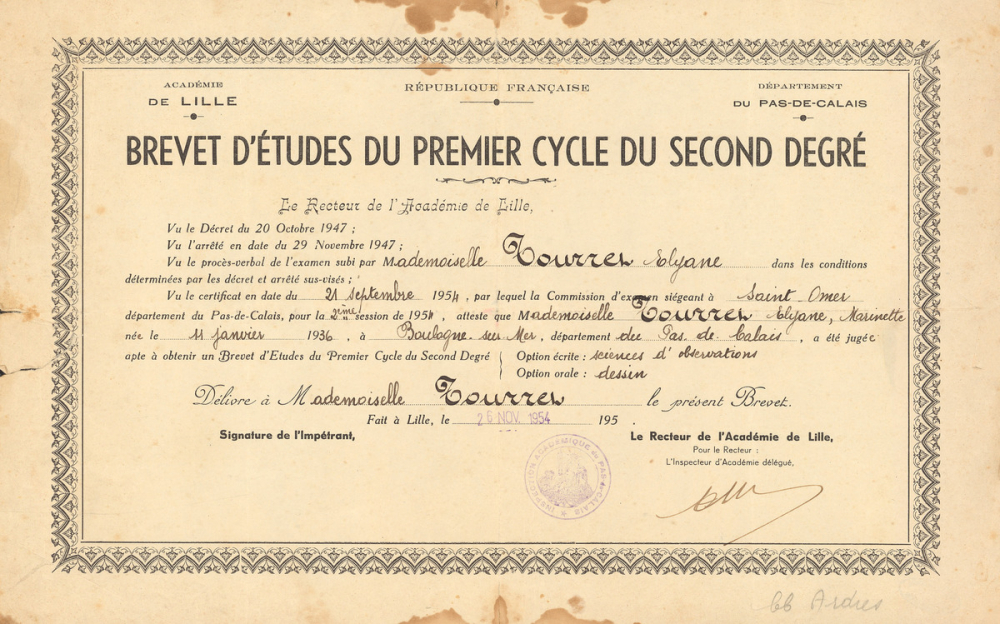 ACADÉMIE
DE LILLE
RÉPUBLIQUE FRANÇAISE
DÉPARTEMENT
DU PAS-DE-CALAIS
BREVET D'ÉTUDES DU PREMIER CYCLE DU SECOND DEGRÉ
Le Recteur de l'Académie de Lille,
Vu le Décret du 20 Octobre 1947 ;
Vu l'arrêté en date du 29 Novembre 1947 ;
Vu le procès-verbal de l'examen subi par Mademoiselle Tourret Elyane dans les conditions
déterminées par les décret et arrêté sus-visés ;
Vu le certificat en date du 21 septembre 1954, par lequel la Commission d'examen siégeant à Saint Omer
département du Pas-de-Calais, pour la 2ème session de 1954, atteste que Mademoiselle Tourret Elyane, Marinette
née le 11 janvier 1936, à Boulogne-sur-Mer, département du Pas-de-Calais, a été jugée
apte à obtenir un Brevet d'Etudes du Premier Cycle du Second Degré
Option écrite : sciences d'observations
Option orale : dessin
Délivré à Mademoiselle Tourret le présent Brevet.
Fait à Lille, le 26 NOV. 1954 195 .
Signature de l'Impétrant,
Le Recteur de l'Académie de Lille,
Pour le Recteur :
L'Inspecteur d'Académie délégué,
INSPECTION ACADÉMIQUE du PAS-de-CALAIS
Ardres